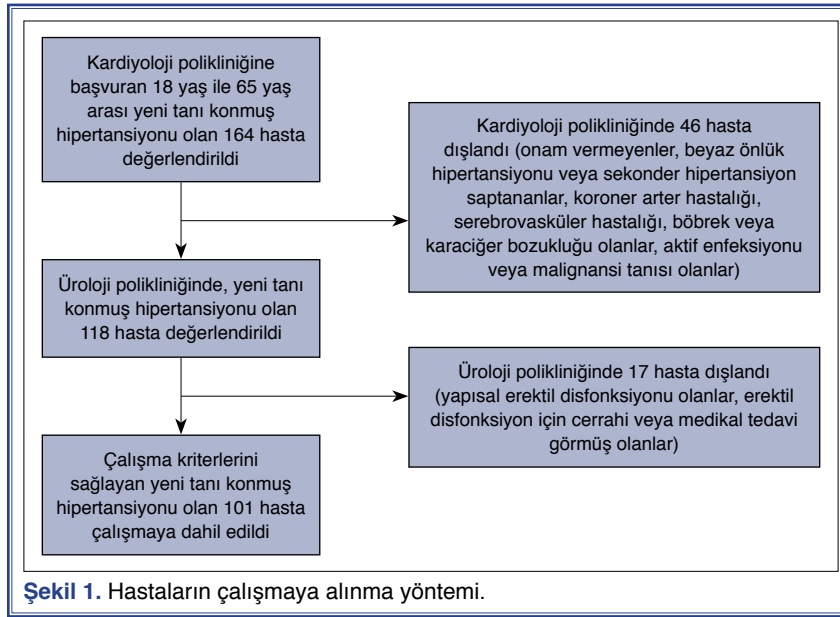 Kardiyoloji polikliniğine
başvuran 18 yaş ile 65 yaş
arası yeni tanı konmuş
hipertansiyonu olan 164 hasta
değerlendirildi
Kardiyoloji polikliniğinde 46 hasta
dışlandı (onam vermeyenler, beyaz önlük
hipertansiyonu veya sekonder hipertansiyon
saptananlar, koroner arter hastalığı,
serebrovasküler hastalığı, böbrek veya
karaciğer bozukluğu olanlar, aktif enfeksiyonu
veya malignansi tanısı olanlar)
Üroloji polikliniğinde, yeni tanı
konmuş hipertansiyonu olan
118 hasta değerlendirildi
Üroloji polikliniğinde 17 hasta dışlandı
(yapısal erektil disfonksiyonu olanlar, erektil
disfonksiyon için cerrahi veya medikal tedavi
görmüş olanlar)
Çalışma kriterlerini
sağlayan yeni tanı konmuş
hipertansiyonu olan 101 hasta
çalışmaya dahil edildi
Şekil 1. Hastaların çalışmaya alınma yöntemi.